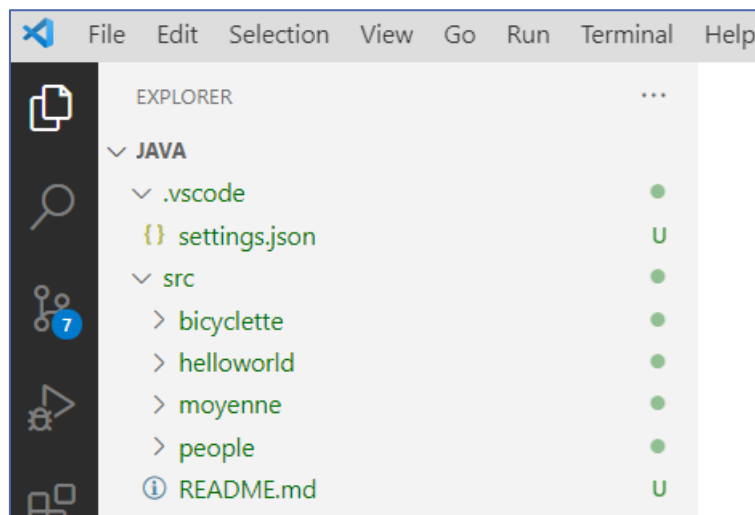 File Edit Selection View Go Run Terminal Help
EXPLORER ...
JAVA
.vscode
{} settings.json U
src
7
bicyclette
helloworld
moyenne
people
README.md U